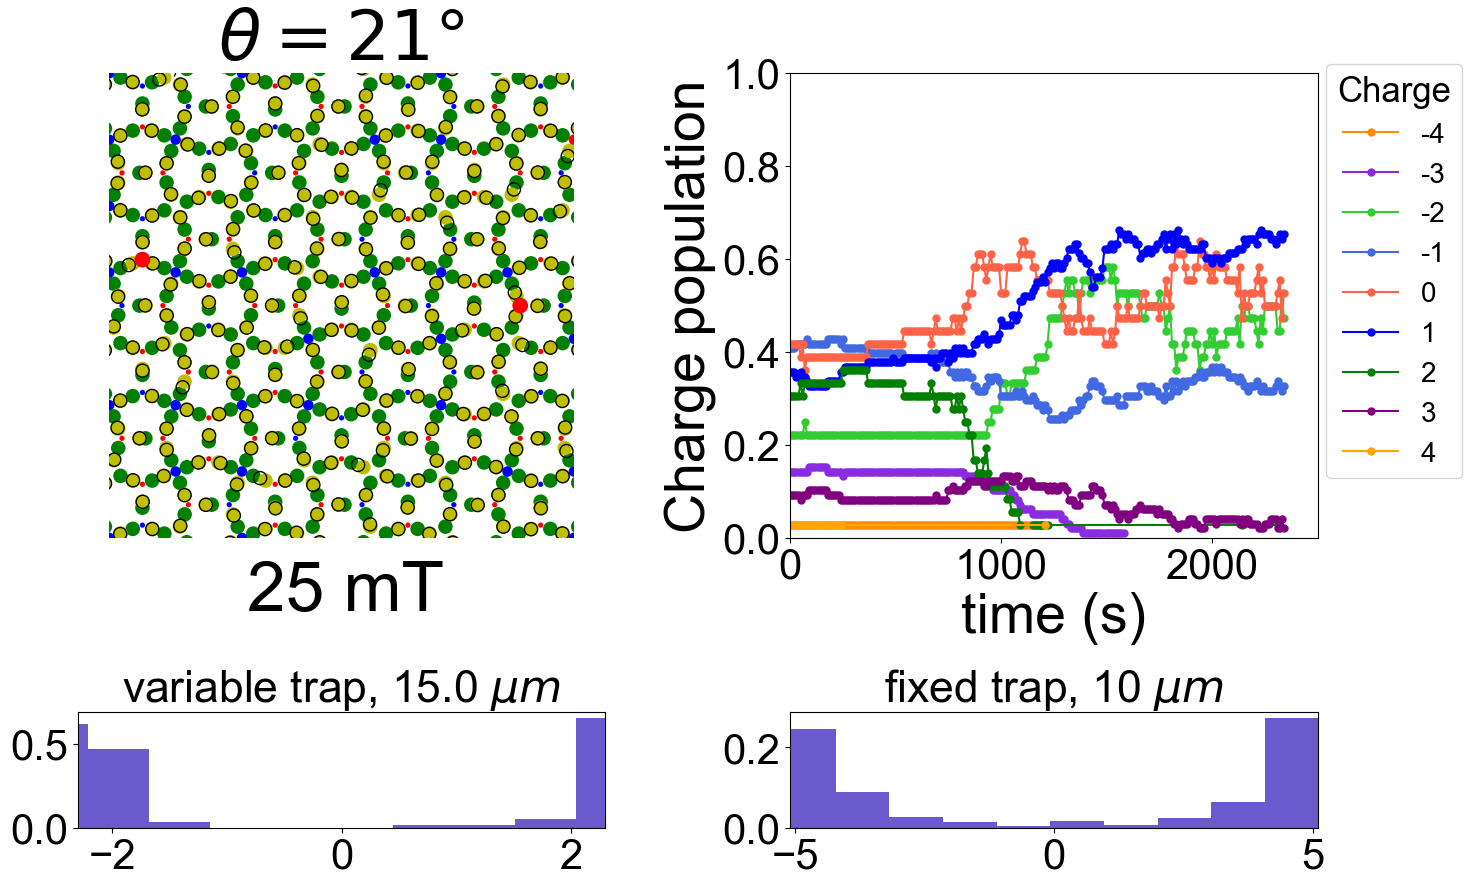 θ = 21°
25 mT
Charge population
1.0
0.8
0.6
0.4
0.2
0.0
0 1000 2000
time (s)
Charge
-4
-3
-2
-1
0
1
2
3
4
variable trap, 15.0 μm
0.5
0.0
−2 0 2
fixed trap, 10 μm
0.2
0.0
−5 0 5